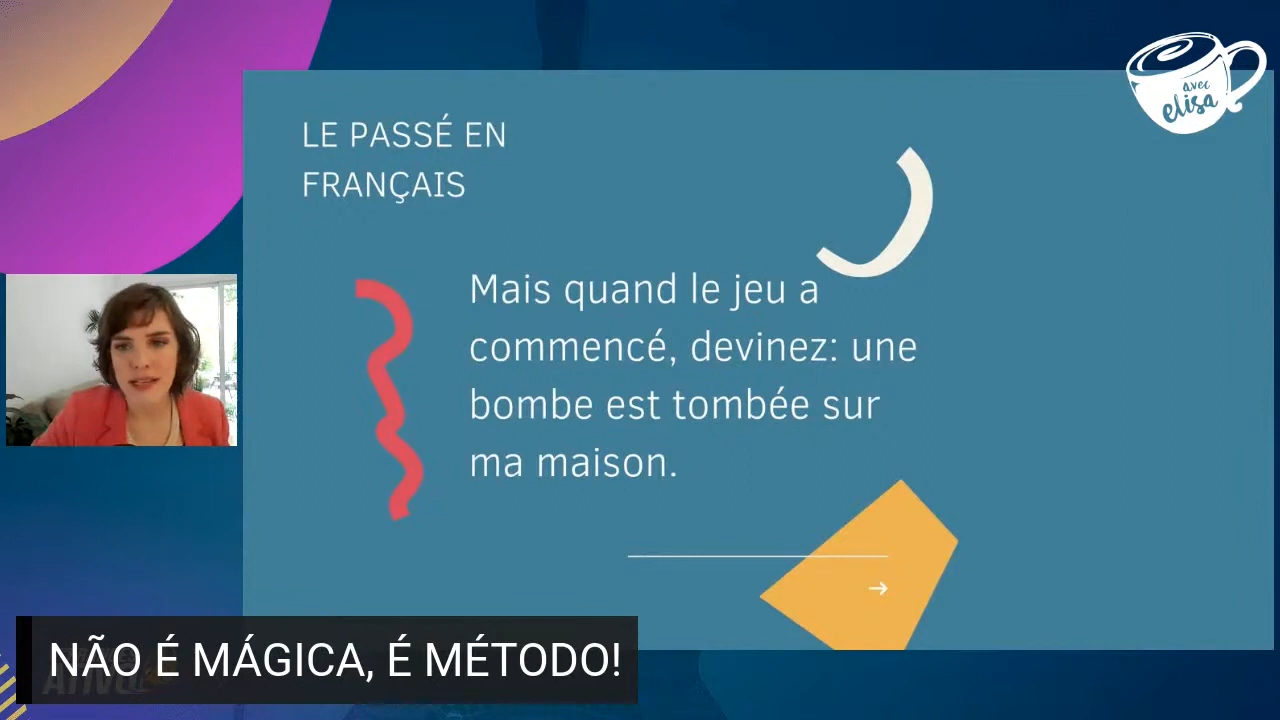 avec
elisa
LE PASSÉ EN
FRANÇAIS
Mais quand le jeu a
commencé, devinez: une
bombe est tombée sur
ma maison.
NÃO É MÁGICA, É MÉTODO!